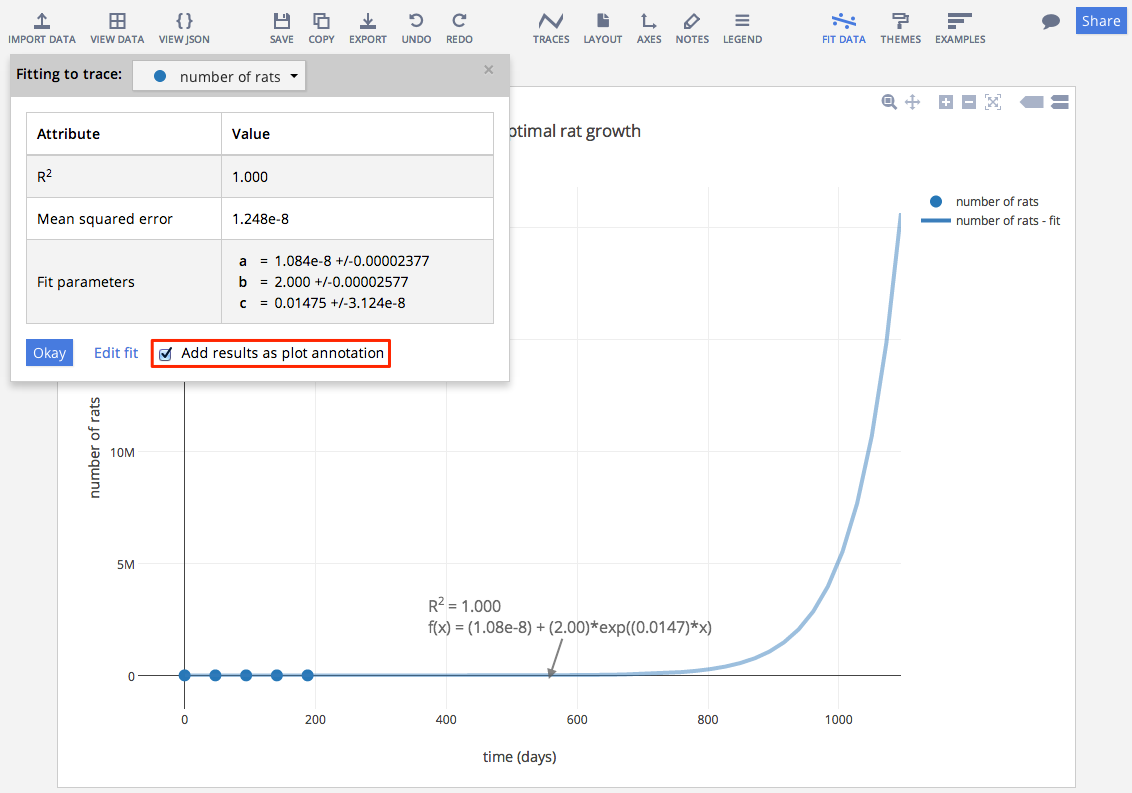 IMPORT DATA VIEW DATA VIEW JSON SAVE COPY EXPORT UNDO REDO TRACES LAYOUT AXES NOTES LEGEND FIT DATA THEMES EXAMPLES Share
Fitting to trace: number of rats ×
Attribute Value
R² 1.000
Mean squared error 1.248e-8
Fit parameters
a = 1.084e-8 +/-0.00002377
b = 2.000 +/-0.00002577
c = 0.01475 +/-3.124e-8
Okay Edit fit Add results as plot annotation
ptimal rat growth
number of rats
number of rats - fit
number of rats
10M
5M
0
R² = 1.000
f(x) = (1.08e-8) + (2.00)*exp((0.0147)*x)
0 200 400 600 800 1000
time (days)